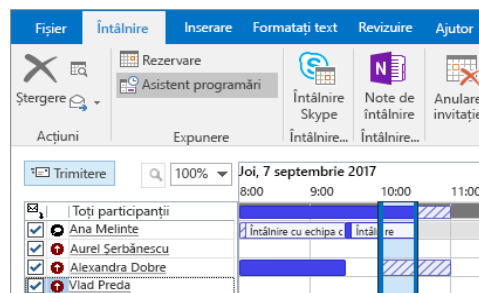 Fișier Întâlnire Inserare Formatați text Revizuire Ajutor
Ștergere
Acțiuni
Rezervare
Asistent programări
Expunere
Întâlnire
Skype
Întâlnire...
Note de
întâlnire
Întâlnire...
Anulare
invitație
Trimitere 100% Joi, 7 septembrie 2017
8:00 9:00 10:00 11:00
Toți participanții
Ana Melinte Întâlnire cu echipa c Întâlnire
Aurel Șerbănescu
Alexandra Dobre
Vlad Preda